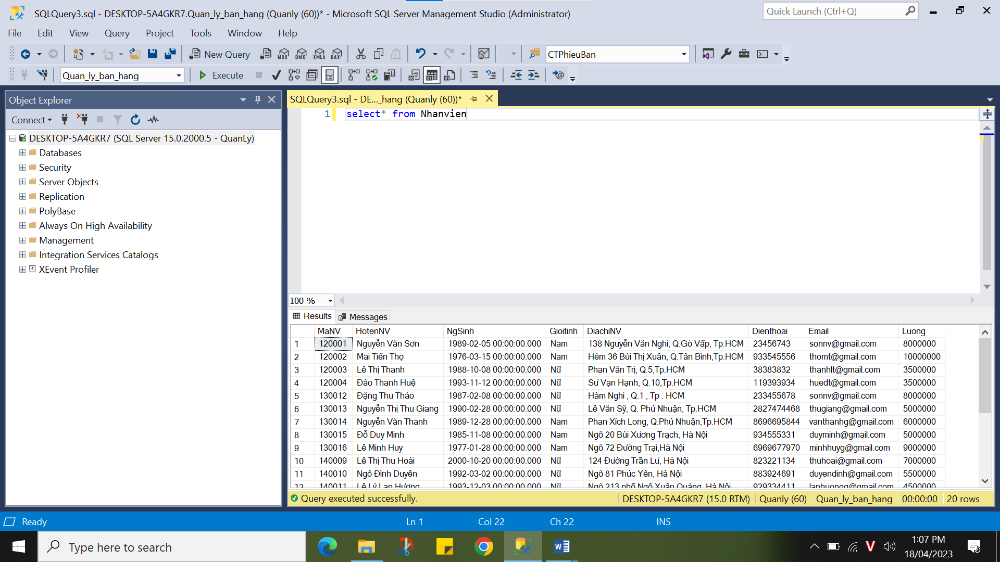 SQLQuery3.sql - DESKTOP-5A4GKR7.Quan_ly_ban_hang (Quanly (60))* - Microsoft SQL Server Management Studio (Administrator)
Quick Launch (Ctrl+Q)
File Edit View Query Project Tools Window Help
New Query MDX DMX XMLA DAX CTPhieuBan
Quan_ly_ban_hang Execute
Object Explorer
SQLQuery3.sql - DE..._hang (Quanly (60))*
Connect
1 select* from Nhanvien
DESKTOP-5A4GKR7 (SQL Server 15.0.2000.5 - QuanLy)
Databases
Security
Server Objects
Replication
PolyBase
Always On High Availability
Management
Integration Services Catalogs
XEvent Profiler
100 %
Results Messages
MaNV HotenNV NgSinh Gioitinh DiachiNV Dienthoai Email Luong
1 120001 Nguyễn Văn Sơn 1989-02-05 00:00:00.000 Nam 138 Nguyễn Văn Nghi, Q.Gò Vấp, Tp.HCM 23456743 sonnv@gmail.com 8000000
2 120002 Mai Tiến Thọ 1976-03-15 00:00:00.000 Nam Hẻm 36 Bùi Thị Xuân, Q.Tân Bình,Tp.HCM 933545556 thomt@gmail.com 10000000
3 120003 Lê Thị Thanh 1988-10-08 00:00:00.000 Nữ Phan Văn Trị, Q.5,Tp.HCM 38383832 thanhlt@gmail.com 3500000
4 120004 Đào Thanh Huệ 1993-11-12 00:00:00.000 Nữ Sư Vạn Hạnh, Q.10,Tp.HCM 119393934 huedt@gmail.com 3500000
5 130012 Đặng Thu Thảo 1987-02-08 00:00:00.000 Nữ Hàm Nghi , Q.1 , Tp . HCM 233455678 sonnv@gmail.com 8000000
6 130013 Nguyễn Thị Thu Giang 1990-02-28 00:00:00.000 Nữ Lê Văn Sỹ, Q. Phú Nhuận, Tp.HCM 2827474468 thugiang@gmail.com 5000000
7 130014 Nguyễn Văn Thanh 1989-12-28 00:00:00.000 Nam Phan Xích Long, Q.Phú Nhuận,Tp.HCM 8696695844 vanthanhg@gmail.com 6000000
8 130015 Đỗ Duy Minh 1985-11-08 00:00:00.000 Nam Ngõ 20 Bùi Xương Trạch, Hà Nội 934555331 duyminh@gmail.com 5000000
9 130016 Lê Minh Huy 1977-01-28 00:00:00.000 Nam Ngõ 72 Đường Trại,Hà Nội 6969677970 minhhuyg@gmail.com 9000000
10 140009 Lê Thị Thu Hoài 2000-10-20 00:00:00.000 Nữ 124 Đường Trần Lư, Hà Nội 823221134 thuhoai@gmail.com 7000000
11 140010 Ngô Đình Duyên 1992-03-02 00:00:00.000 Nữ Ngõ 81 Phúc Yên, Hà Nội 883924691 duyendinh@gmail.com 5500000
12 140011 Lê Lý Lan Hương 1993-12-03 00:00:00.000 Nữ Ngõ 213 phố Ngô Xuân Quảng, Hà Nội 929334411 lanhuongg@gmail.com 4500000
Query executed successfully. DESKTOP-5A4GKR7 (15.0 RTM) Quanly (60) Quan_ly_ban_hang 00:00:00 20 rows
Ready Ln 1 Col 22 Ch 22 INS
Type here to search
1:07 PM
18/04/2023